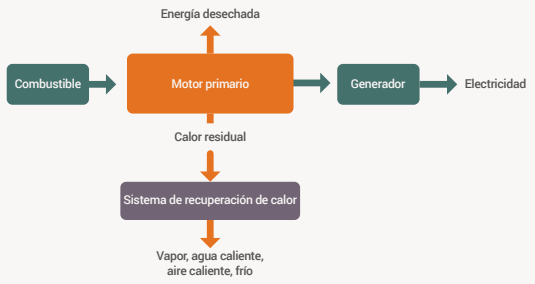 Energía desechada
Combustible
Motor primario
Generador
Electricidad
Calor residual
Sistema de recuperación de calor
Vapor, agua caliente,
aire caliente, frío